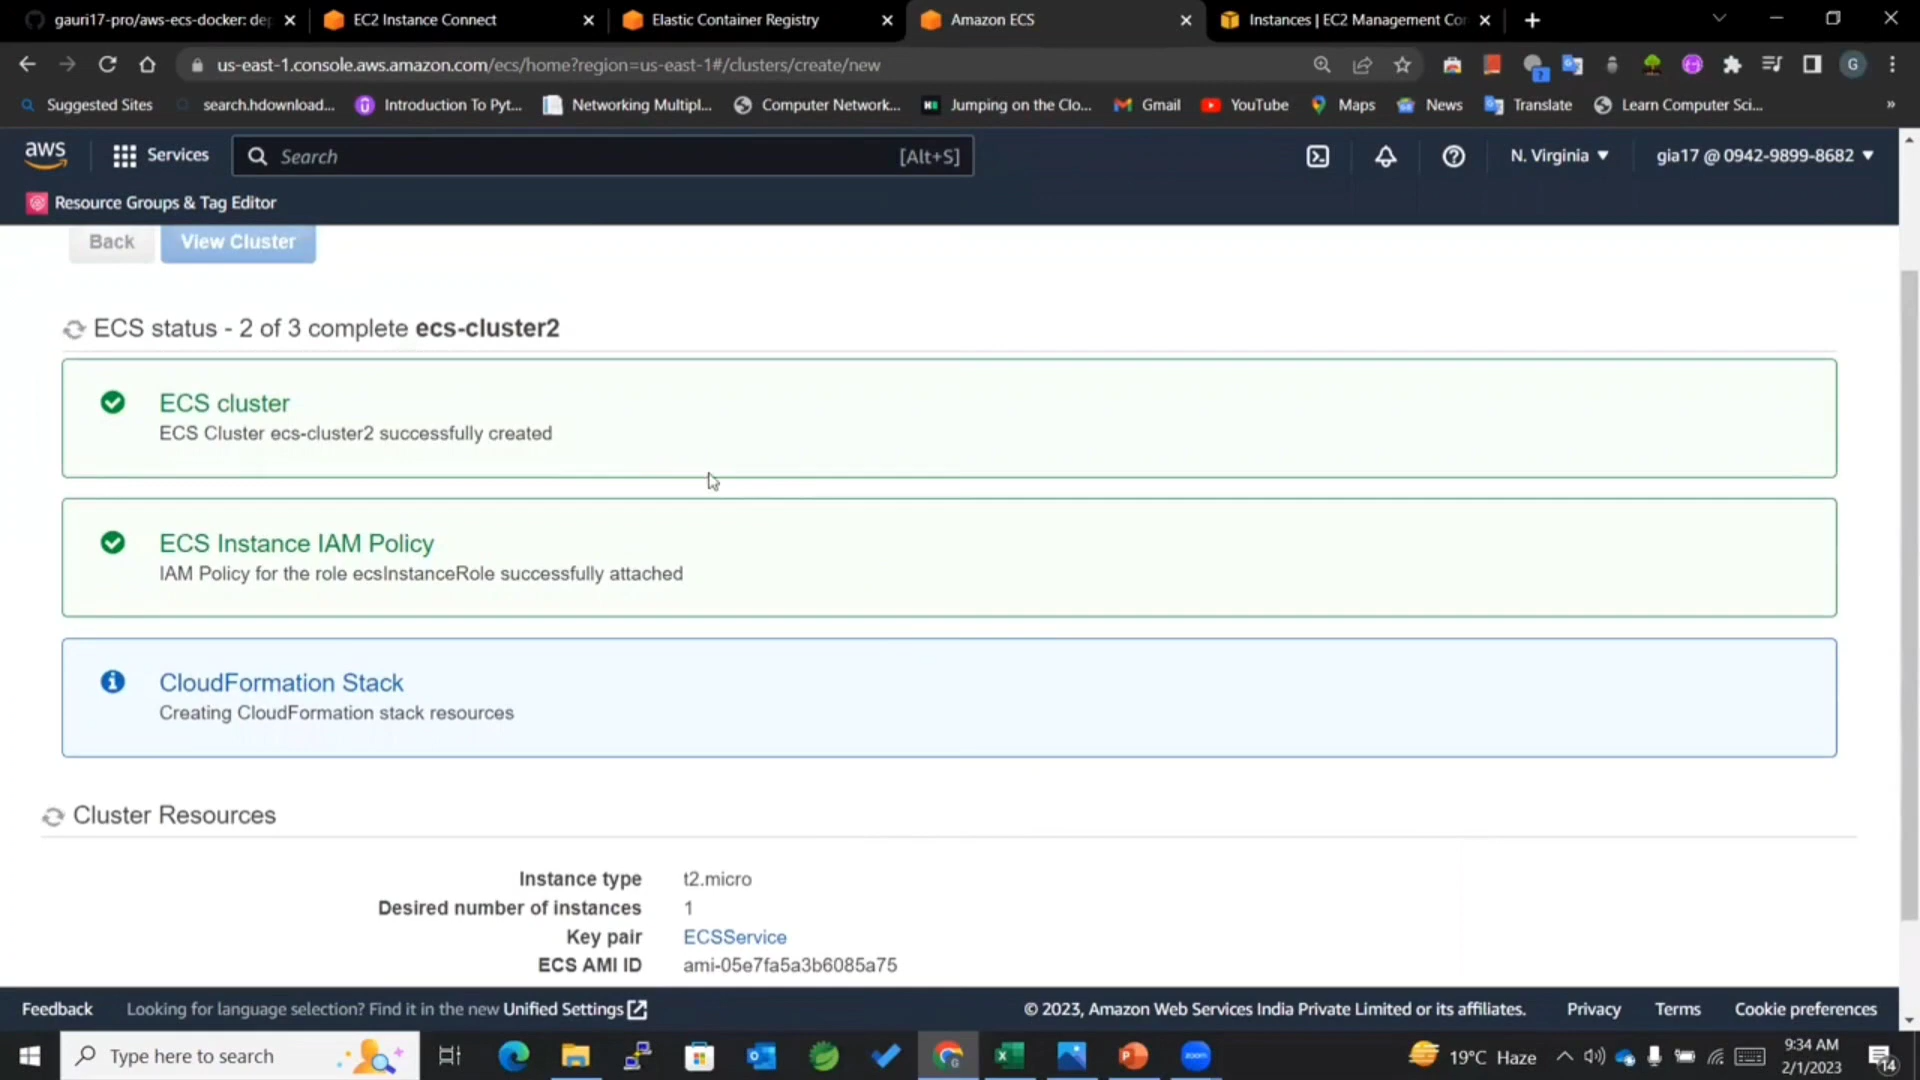 gauri17-pro/aws-ecs-docker: dep
EC2 Instance Connect
Elastic Container Registry
Amazon ECS
Instances | EC2 Management Co
us-east-1.console.aws.amazon.com/ecs/home?region=us-east-1#/clusters/create/new
G
Suggested Sites
search.hdownload...
Introduction To Pyt...
Networking Multipl...
Computer Network...
Jumping on the Clo...
Gmail
YouTube
Maps
News
Translate
Learn Computer Sci...
»
aws
Services
Search
[Alt+S]
N. Virginia
gia17 @ 0942-9899-8682
Resource Groups & Tag Editor
Back
View Cluster
ECS status - 2 of 3 complete ecs-cluster2
ECS cluster
ECS Cluster ecs-cluster2 successfully created
ECS Instance IAM Policy
IAM Policy for the role ecsInstanceRole successfully attached
CloudFormation Stack
Creating CloudFormation stack resources
Cluster Resources
Instance type t2.micro
Desired number of instances 1
Key pair ECSService
ECS AMI ID ami-05e7fa5a3b6085a75
Feedback
Looking for language selection? Find it in the new Unified Settings
© 2023, Amazon Web Services India Private Limited or its affiliates.
Privacy
Terms
Cookie preferences
Type here to search
zoom
19°C Haze
9:34 AM
2/1/2023
14